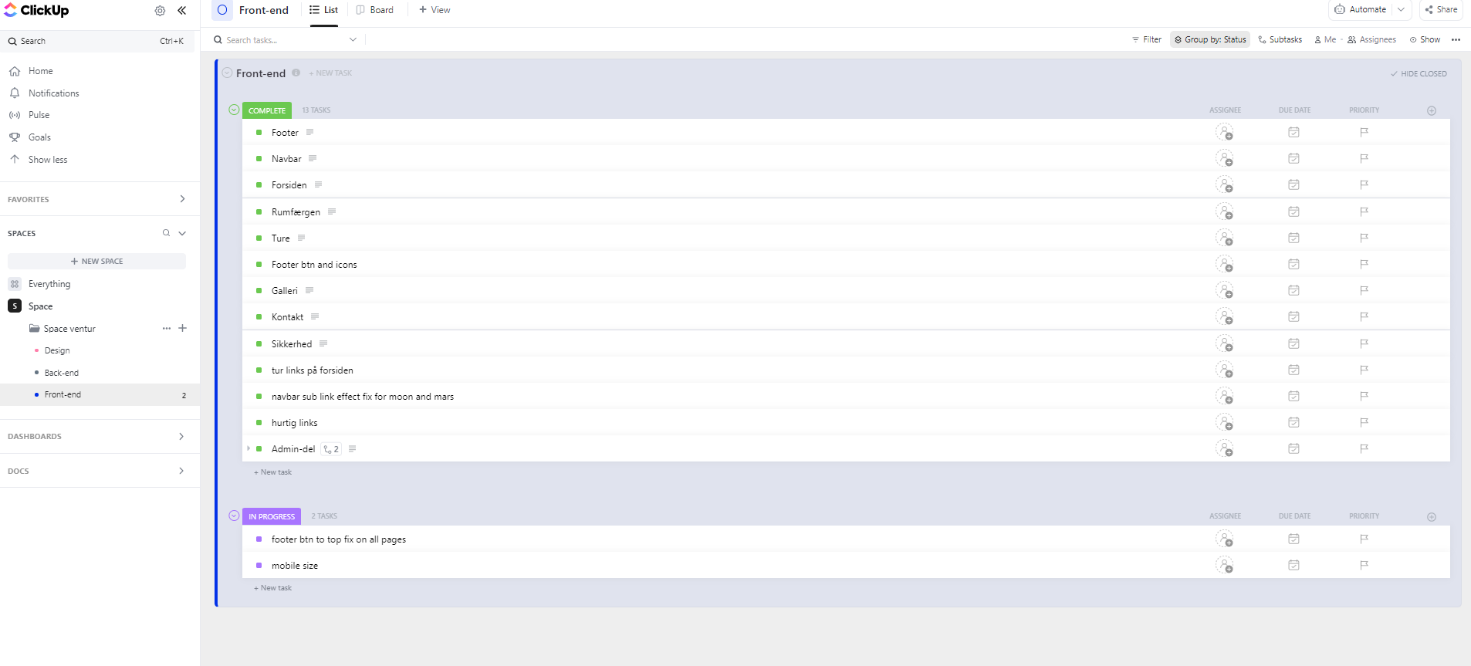 ClickUp
Search Ctrl+K
Home
Notifications
Pulse
Goals
Show less
FAVORITES
SPACES
+ NEW SPACE
Everything
S Space
Space ventur
Design
Back-end
Front-end 2
DASHBOARDS
DOCS
Front-end List Board + View Automate Share
Search tasks... Filter Group by: Status Subtasks Me · Assignees Show
Front-end + NEW TASK HIDE CLOSED
COMPLETE 13 TASKS ASSIGNEE DUE DATE PRIORITY
Footer
Navbar
Forsiden
Rumfærgen
Ture
Footer btn and icons
Galleri
Kontakt
Sikkerhed
tur links på forsiden
navbar sub link effect fix for moon and mars
hurtig links
Admin-del 2
+ New task
IN PROGRESS 2 TASKS ASSIGNEE DUE DATE PRIORITY
footer btn to top fix on all pages
mobile size
+ New task